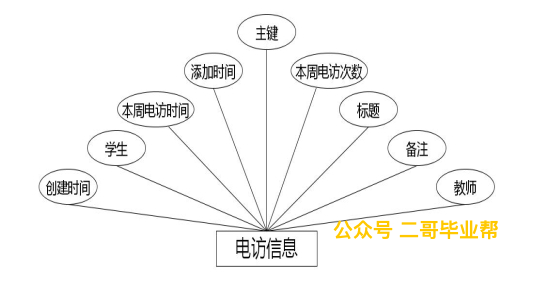 主键
添加时间
本周电访次数
本周电访时间
标题
学生
备注
创建时间
教师
电访信息
公众号 二哥毕业帮